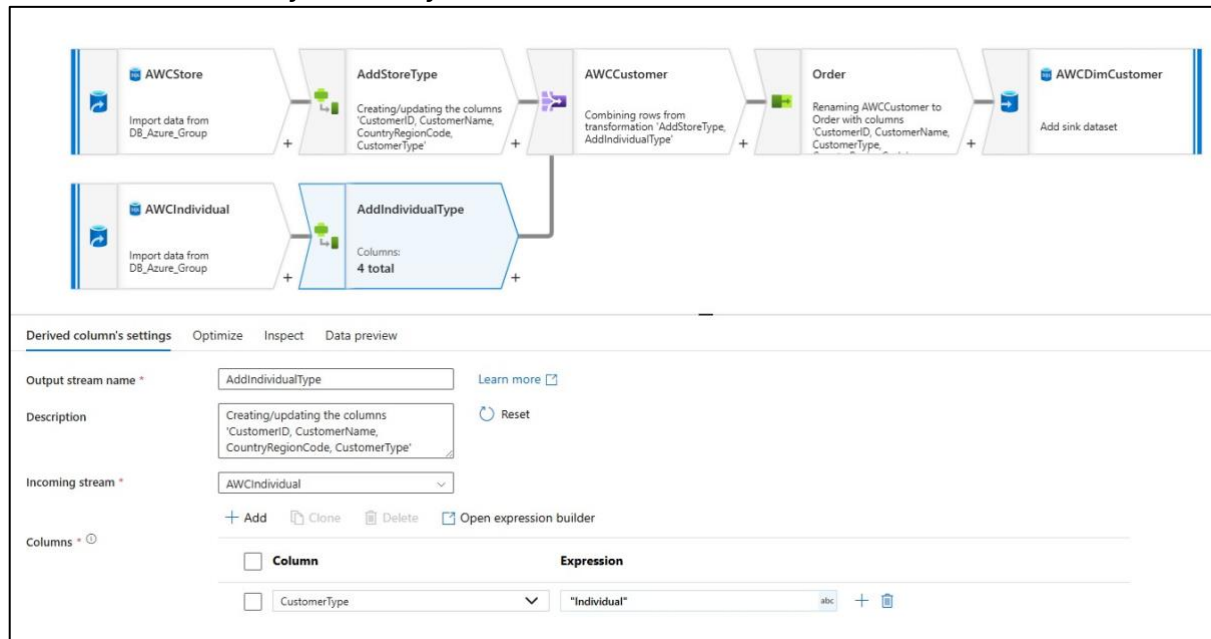 AWCStore
Import data from
DB_Azure_Group
+
AddStoreType
Creating/updating the columns
'CustomerID, CustomerName,
CountryRegionCode,
CustomerType'
+
AWCCustomer
Combining rows from
transformation 'AddStoreType,
AddIndividualType'
+
Order
Renaming AWCCustomer to
Order with columns
'CustomerID, CustomerName,
CustomerType,
+
AWCDimCustomer
Add sink dataset
AWCIndividual
Import data from
DB_Azure_Group
+
AddIndividualType
Columns:
4 total
+
Derived column's settings Optimize Inspect Data preview
Output stream name * AddIndividualType Learn more
Description Creating/updating the columns
'CustomerID, CustomerName,
CountryRegionCode, CustomerType'
Reset
Incoming stream * AWCIndividual
+ Add Clone Delete Open expression builder
Columns *
Column Expression
CustomerType "Individual" abc +